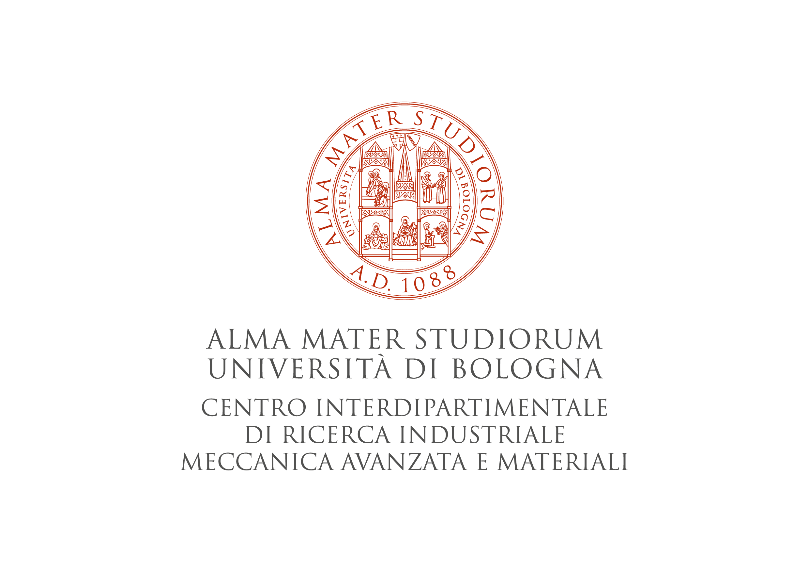 ALMA MATER STUDIORUM
UNIVERSITÀ DI BOLOGNA
A.D. 1088
ALMA MATER STUDIORUM
UNIVERSITÀ DI BOLOGNA
CENTRO INTERDIPARTIMENTALE
DI RICERCA INDUSTRIALE
MECCANICA AVANZATA E MATERIALI